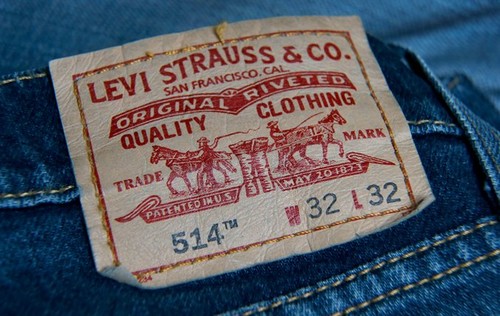 LEVI STRAUSS & CO.
SAN FRANCISCO, CAL.
ORIGINAL RIVETED
QUALITY CLOTHING
TRADE MARK
PATENTED IN U.S. MAY 20 1873
514™ W 32 L 32